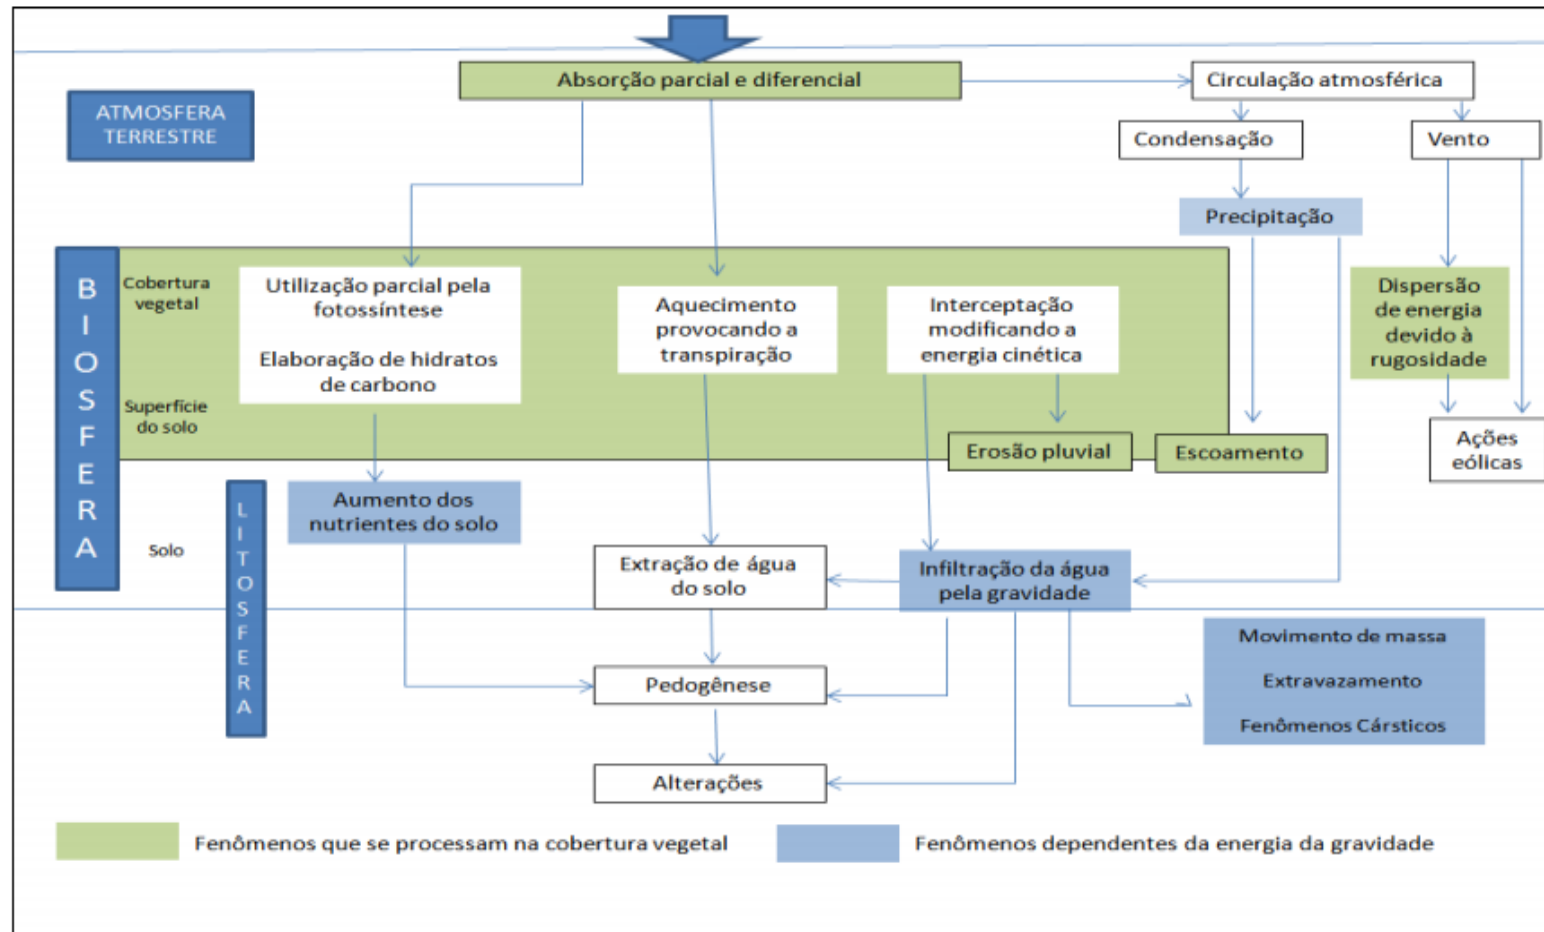 Absorção parcial e diferencial
Circulação atmosférica
ATMOSFERA
TERRESTRE
Condensação
Vento
Precipitação
BIOSFERA
Cobertura
vegetal
Utilização parcial pela
fotossíntese
Elaboração de hidratos
de carbono
Aquecimento
provocando a
transpiração
Interceptação
modificando a
energia cinética
Dispersão
de energia
devido à
rugosidade
Superfície
do solo
Erosão pluvial
Escoamento
Ações
eólicas
LITOSFERA
Aumento dos
nutrientes do solo
Solo
Extração de água
do solo
Infiltração da água
pela gravidade
Movimento de massa
Extravazamento
Fenômenos Cársticos
Pedogênese
Alterações
Fenômenos que se processam na cobertura vegetal
Fenômenos dependentes da energia da gravidade